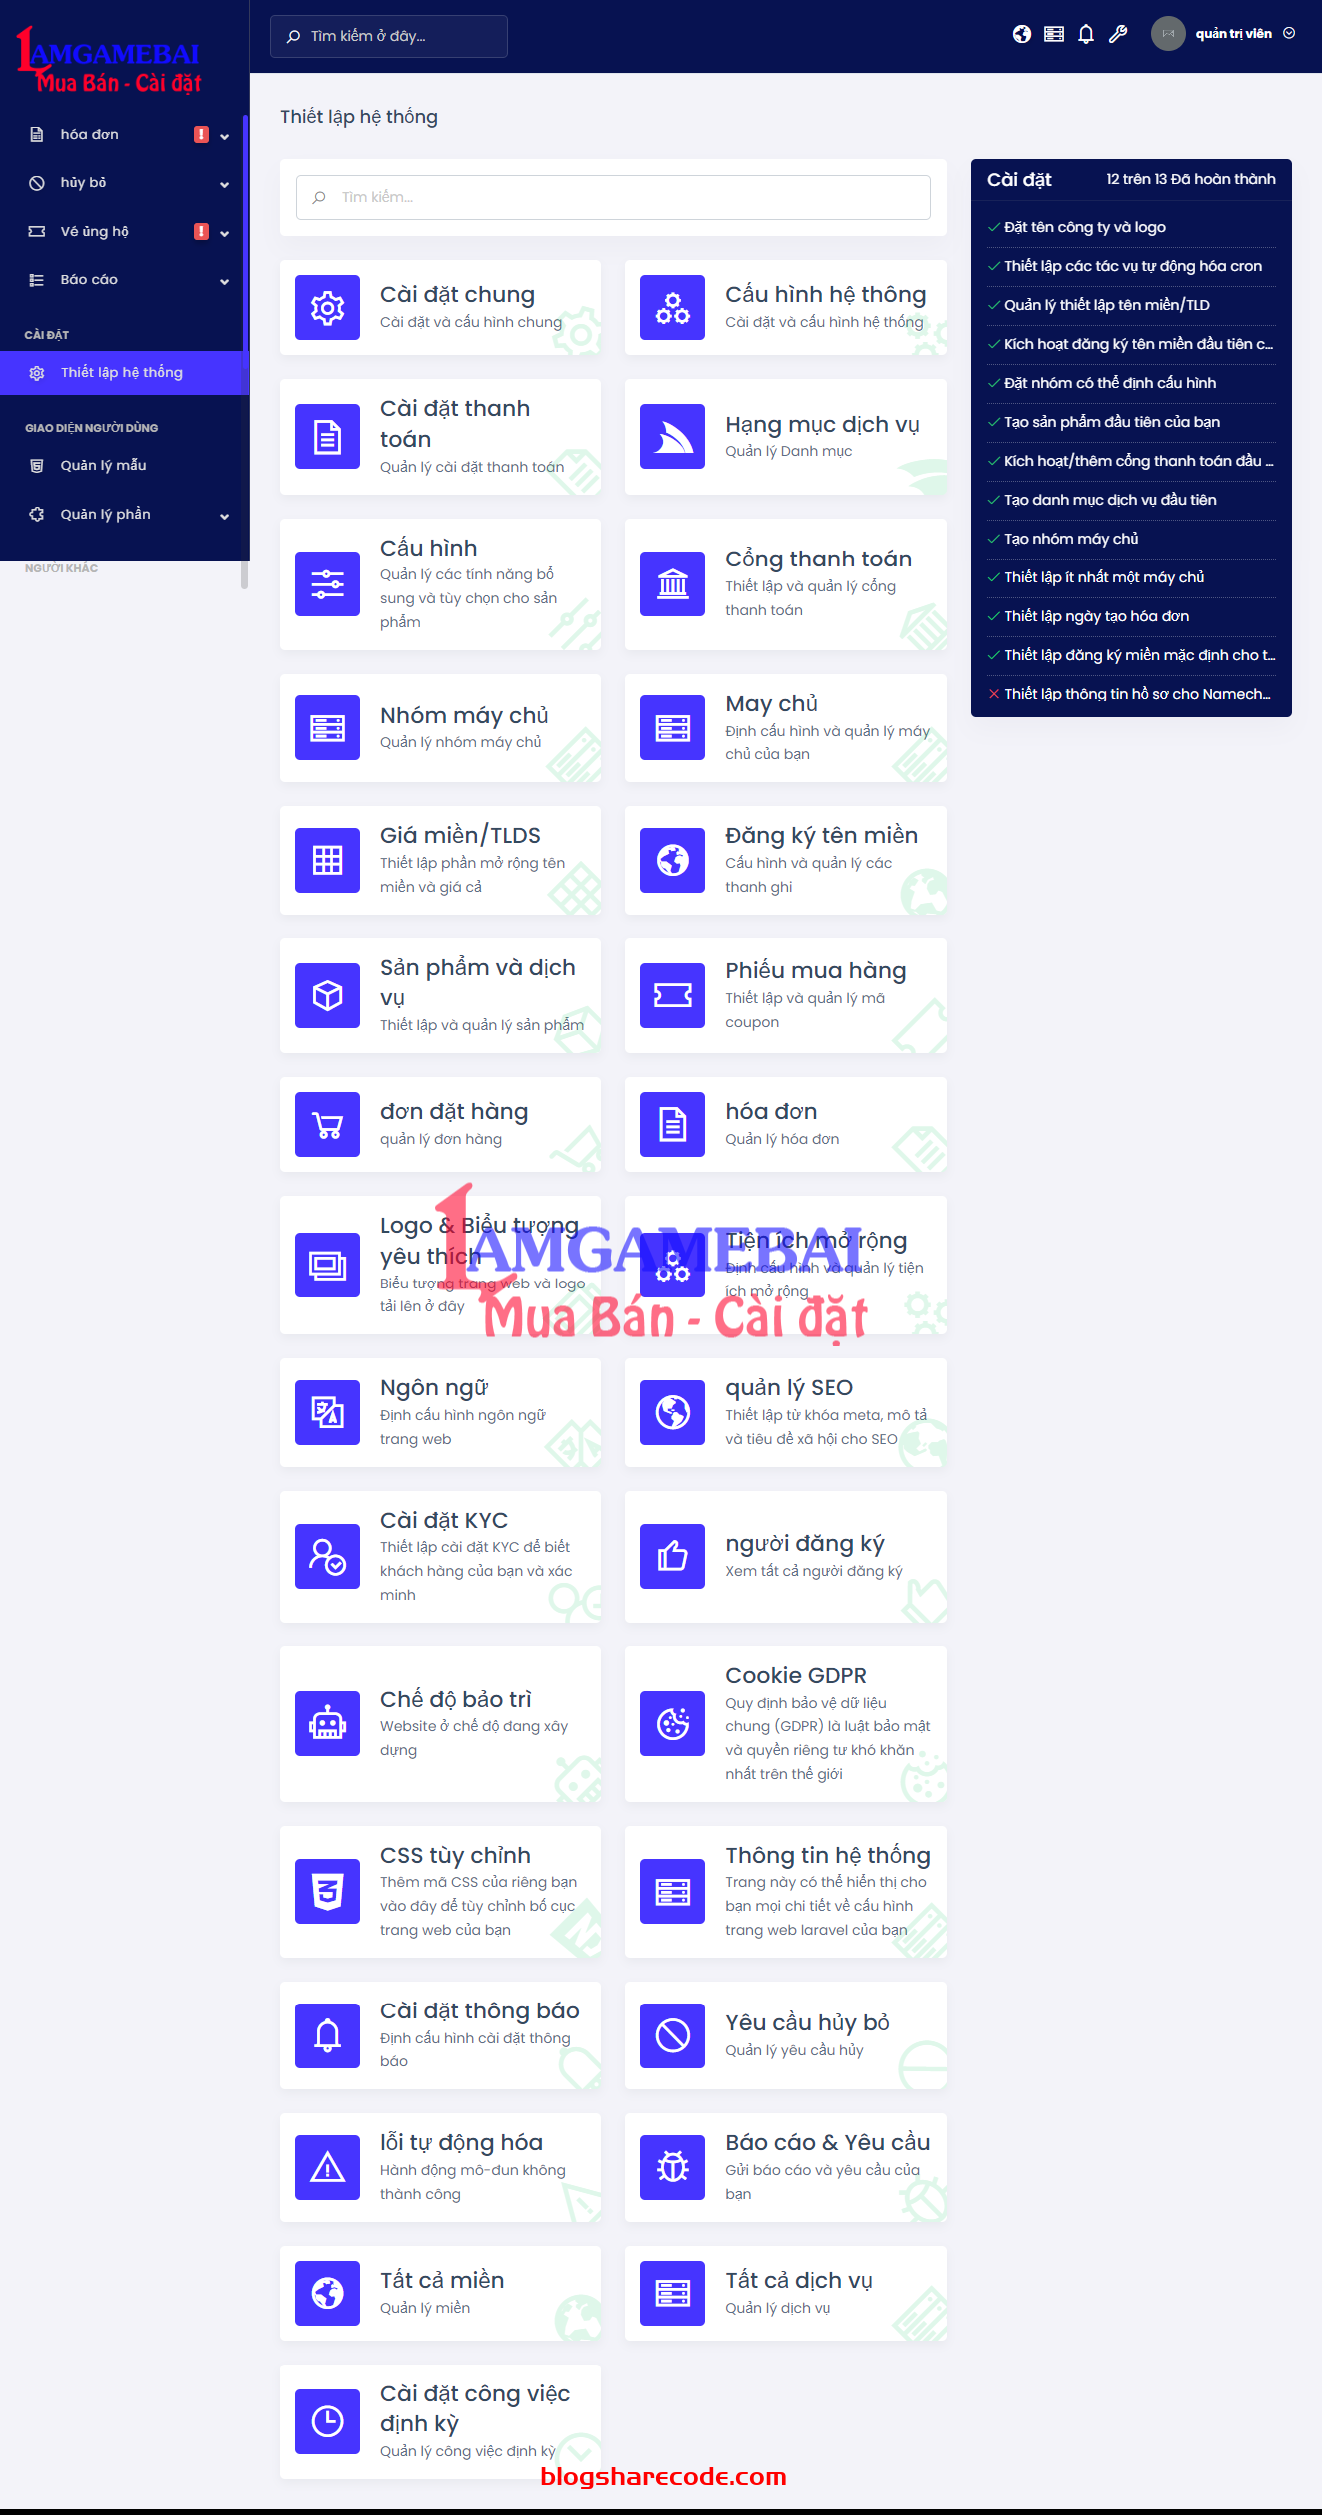 1AMGAMEBAI
Mua Bán - Cài đặt
Tìm kiếm ở đây...
quản trị viên
hóa đơn
hủy bỏ
Vé ủng hộ
Báo cáo
CÀI ĐẶT
Thiết lập hệ thống
GIAO DIỆN NGƯỜI DÙNG
Quản lý mẫu
Quản lý phần
NGƯỜI KHÁC
Thiết lập hệ thống
Tìm kiếm...
Cài đặt chung
Cài đặt và cấu hình chung
Cấu hình hệ thông
Cài đặt và cấu hình hệ thống
Cài đặt thanh
toán
Quản lý cài đặt thanh toán
Hạng mục dịch vụ
Quản lý Danh mục
Cấu hình
Quản lý các tính năng bổ
sung và tùy chọn cho sản
phẩm
Cổng thanh toán
Thiết lập và quản lý cổng
thanh toán
Nhóm máy chủ
Quản lý nhóm máy chủ
May chủ
Định cấu hình và quản lý máy
chủ của bạn
Giá miền/TLDS
Thiết lập phần mở rộng tên
miền và giá cả
Đăng ký tên miền
Cấu hình và quản lý các
thanh ghi
Sản phẩm và dịch
vụ
Thiết lập và quản lý sản phẩm
Phiếu mua hàng
Thiết lập và quản lý mã
coupon
đơn đặt hàng
quản lý đơn hàng
hóa đơn
Quản lý hóa đơn
Logo & Biểu tượng
yêu thích
Biểu tượng trang web và logo
tải lên ở đây
Tiện ích mở rộng
Định cấu hình và quản lý tiện
ích mở rộng
1AMGAMEBAI
Mua Bán - Cài đặt
Ngôn ngữ
Định cấu hình ngôn ngữ
trang web
quản lý SEO
Thiết lập từ khóa meta, mô tả
và tiêu đề xã hội cho SEO
Cài đặt KYC
Thiết lập cài đặt KYC để biết
khách hàng của bạn và xác
minh
người đăng ký
Xem tất cả người đăng ký
Chế độ bảo trì
Website ở chế độ đang xây
dựng
Cookie GDPR
Quy định bảo vệ dữ liệu
chung (GDPR) là luật bảo mật
và quyền riêng tư khó khăn
nhất trên thế giới
CSS tùy chỉnh
Thêm mã CSS của riêng bạn
vào đây để tùy chỉnh bố cục
trang web của bạn
Thông tin hệ thống
Trang này có thể hiển thị cho
bạn mọi chi tiết về cấu hình
trang web laravel của bạn
Cài đặt thông báo
Định cấu hình cài đặt thông
báo
Yêu cầu hủy bỏ
Quản lý yêu cầu hủy
lỗi tự động hóa
Hành động mô-đun không
thành công
Báo cáo & Yêu cầu
Gửi báo cáo và yêu cầu của
bạn
Tất cả miền
Quản lý miền
Tất cả dịch vụ
Quản lý dịch vụ
Cài đặt công việc
định kỳ
Quản lý công việc định kỳ
Cài đặt
12 trên 13 Đã hoàn thành
Đặt tên công ty và logo
Thiết lập các tác vụ tự động hóa cron
Quản lý thiết lập tên miền/TLD
Kích hoạt đăng ký tên miền đầu tiên c...
Đặt nhóm có thể định cấu hình
Tạo sản phẩm đầu tiên của bạn
Kích hoạt/thêm cổng thanh toán đầu ...
Tạo danh mục dịch vụ đầu tiên
Tạo nhóm máy chủ
Thiết lập ít nhất một máy chủ
Thiết lập ngày tạo hóa đơn
Thiết lập đăng ký miền mặc định cho t...
Thiết lập thông tin hồ sơ cho Namech...
blogsharecode.com